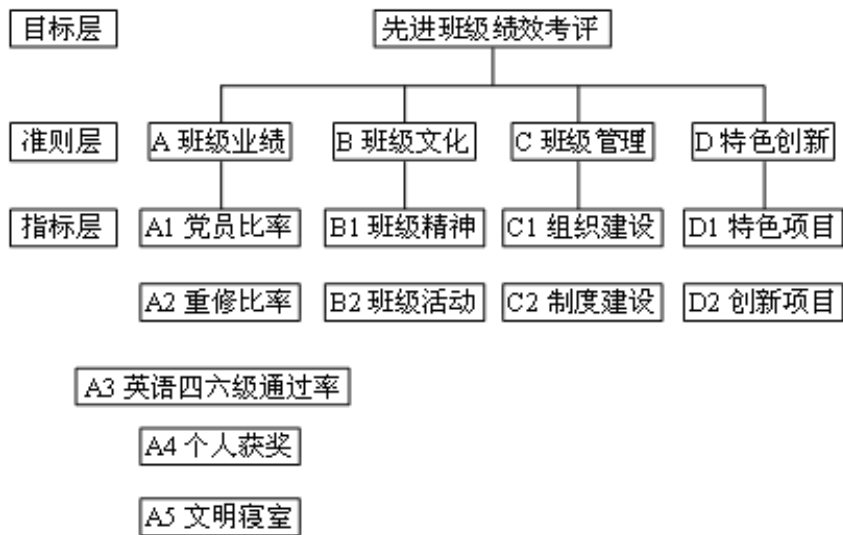 目标层 先进班级绩效考评
准则层 A 班级业绩 B 班级文化 C 班级管理 D 特色创新
指标层 A1 党员比率 B1 班级精神 C1 组织建设 D1 特色项目
A2 重修比率 B2 班级活动 C2 制度建设 D2 创新项目
A3 英语四六级通过率
A4 个人获奖
A5 文明寝室